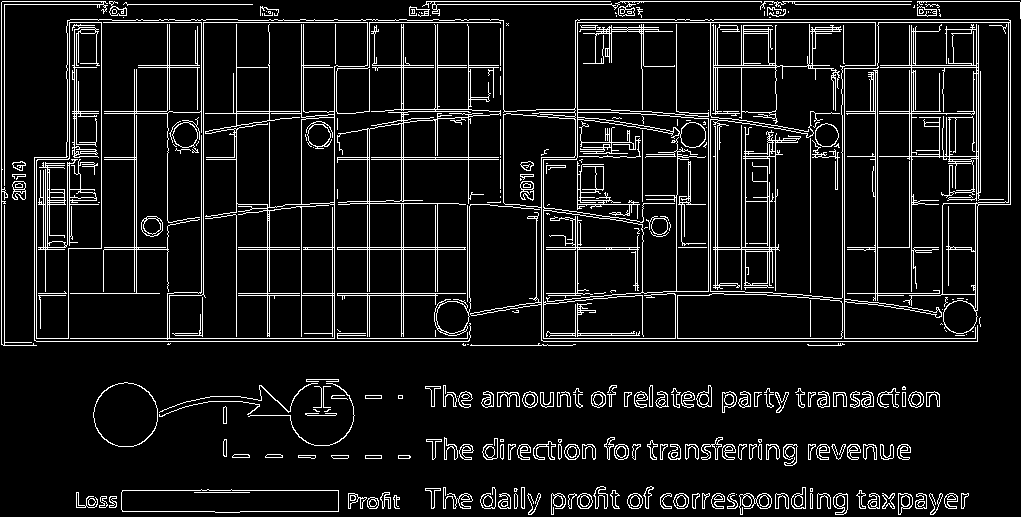 Oct Nov Dec Oct Nov Dec
2014 2014
The amount of related party transaction
The direction for transferring revenue
Loss Profit The daily profit of corresponding taxpayer